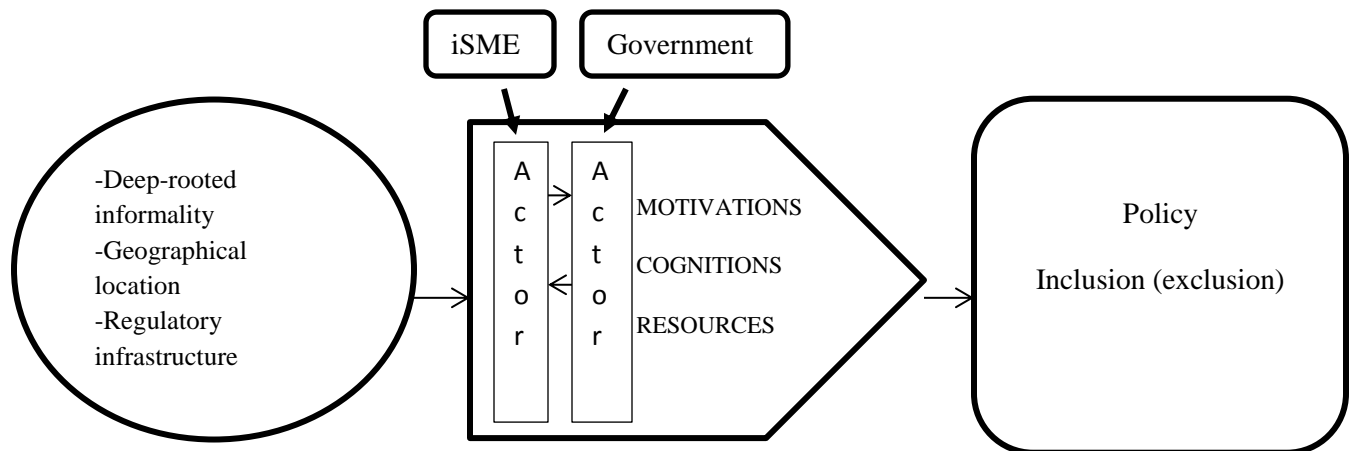 iSME
Government
-Deep-rooted
informality
-Geographical
location
-Regulatory
infrastructure
A
c
t
o
r
A
c
t
o
r
MOTIVATIONS
COGNITIONS
RESOURCES
Policy
Inclusion (exclusion)